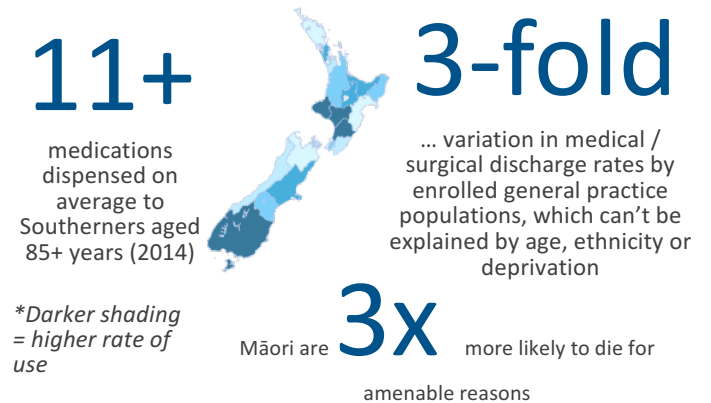 11+
medications
dispensed on
average to
Southerners aged
85+ years (2014)
*Darker shading
= higher rate of
use
3-fold
… variation in medical /
surgical discharge rates by
enrolled general practice
populations, which can’t be
explained by age, ethnicity or
deprivation
Māori are 3x more likely to die for
amenable reasons